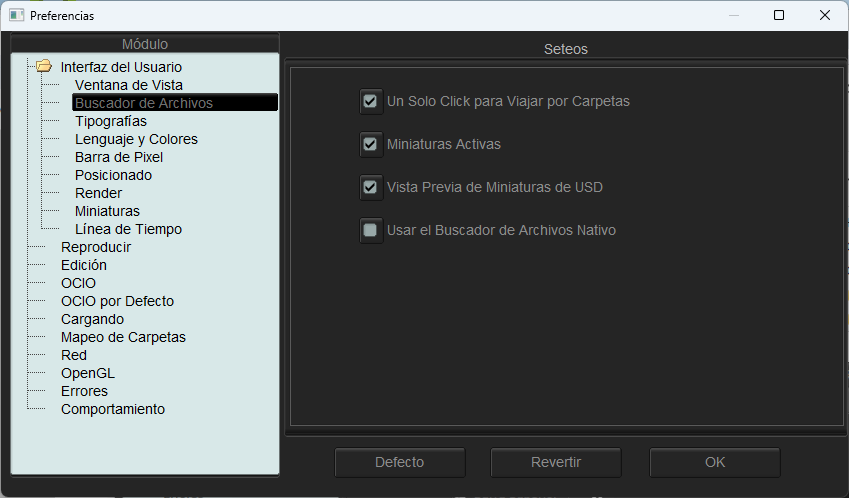 Preferencias
Módulo
Interfaz del Usuario
Ventana de Vista
Buscador de Archivos
Tipografías
Lenguaje y Colores
Barra de Pixel
Posicionado
Render
Miniaturas
Línea de Tiempo
Reproducir
Edición
OCIO
OCIO por Defecto
Cargando
Mapeo de Carpetas
Red
OpenGL
Errores
Comportamiento
Seteos
Un Solo Click para Viajar por Carpetas
Miniaturas Activas
Vista Previa de Miniaturas de USD
Usar el Buscador de Archivos Nativo
Defecto
Revertir
OK